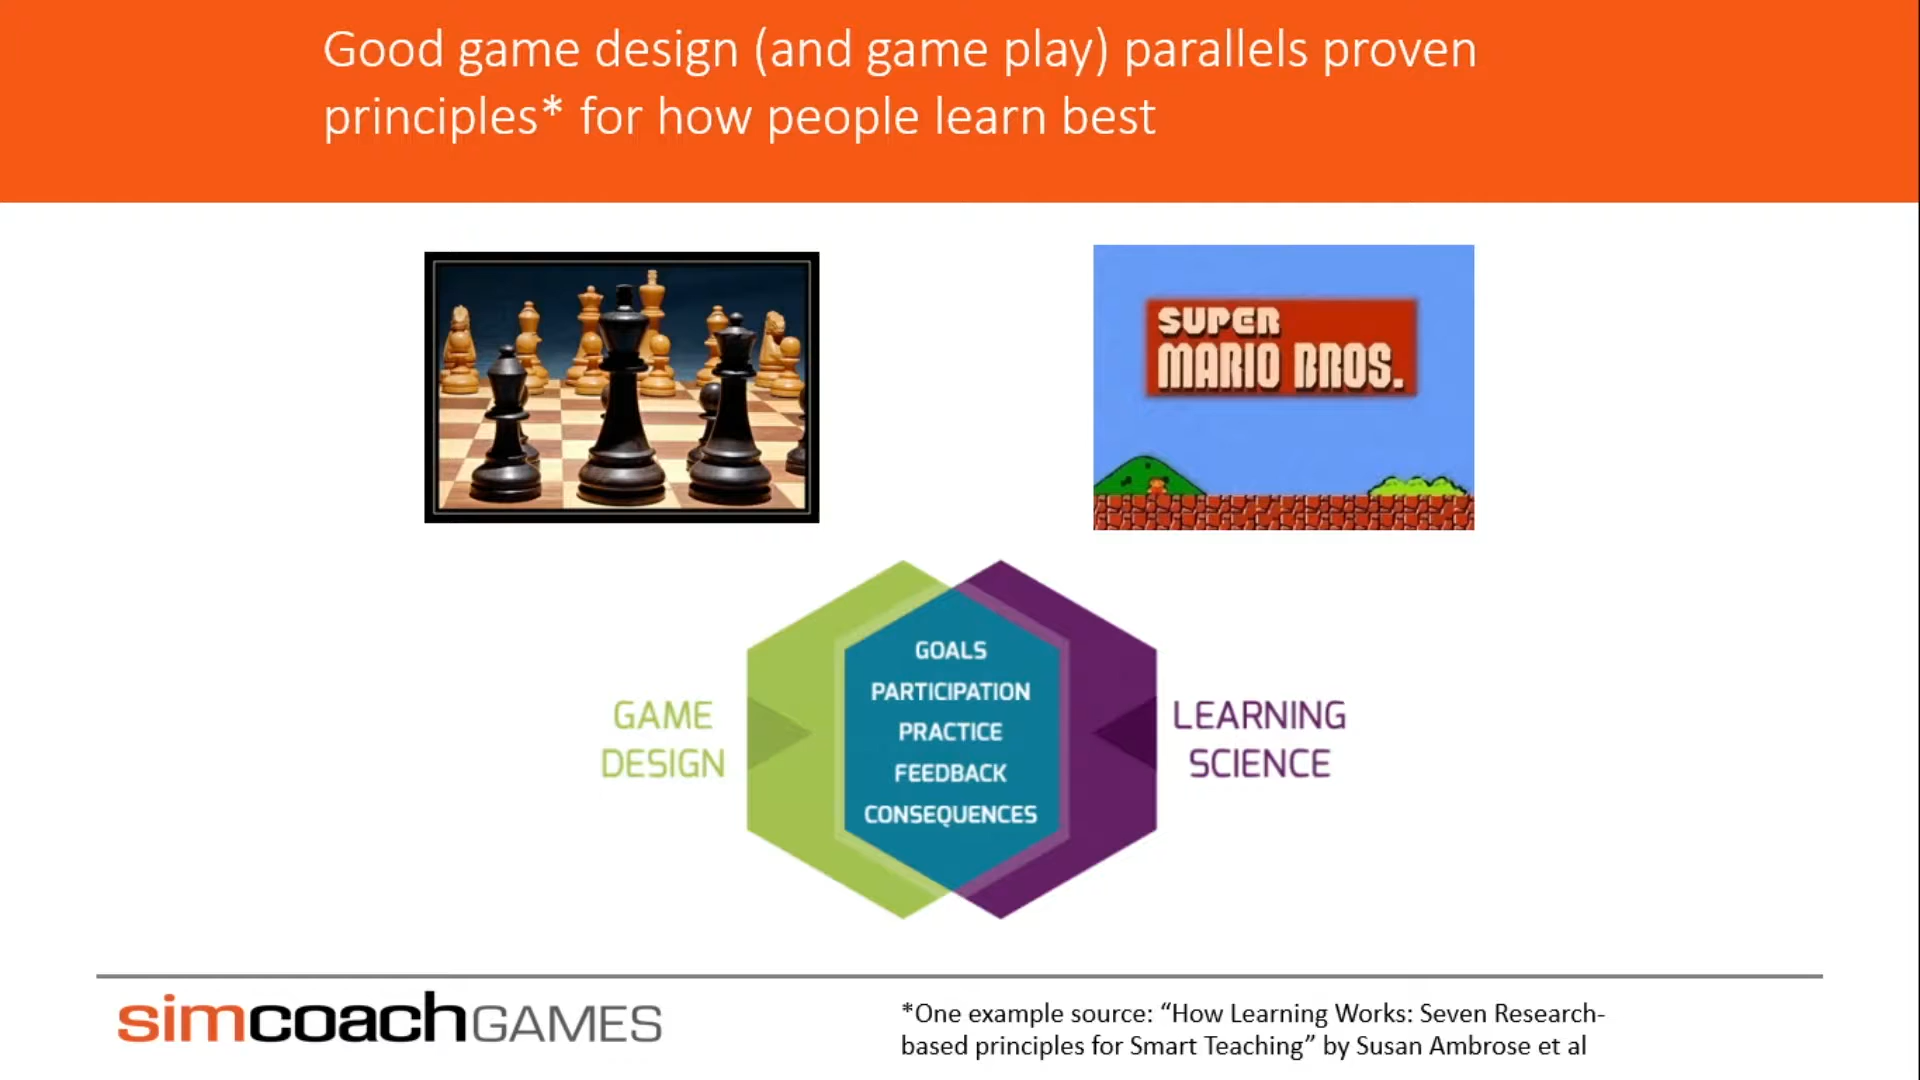 Good game design (and game play) parallels proven
principles* for how people learn best
SUPER
MARIO BROS.
GAME
DESIGN
GOALS
PARTICIPATION
PRACTICE
FEEDBACK
CONSEQUENCES
LEARNING
SCIENCE
simcoachGAMES
*One example source: “How Learning Works: Seven Research-
based principles for Smart Teaching” by Susan Ambrose et al